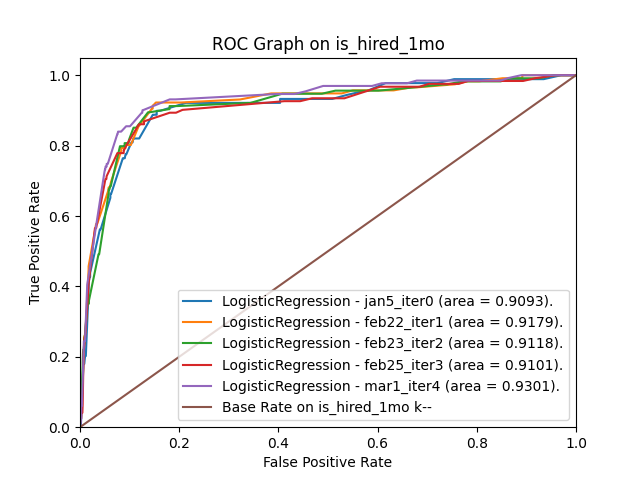 ROC Graph on is_hired_1mo
True Positive Rate
1.0
0.8
0.6
0.4
0.2
0.0
LogisticRegression - jan5_iter0 (area = 0.9093).
LogisticRegression - feb22_iter1 (area = 0.9179).
LogisticRegression - feb23_iter2 (area = 0.9118).
LogisticRegression - feb25_iter3 (area = 0.9101).
LogisticRegression - mar1_iter4 (area = 0.9301).
Base Rate on is_hired_1mo k--
0.0 0.2 0.4 0.6 0.8 1.0
False Positive Rate